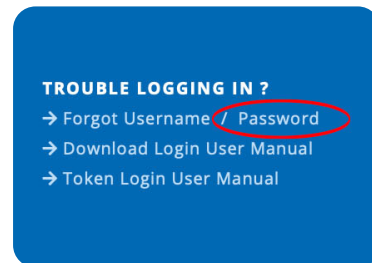 TROUBLE LOGGING IN ?
→ Forgot Username / Password
→ Download Login User Manual
→ Token Login User Manual